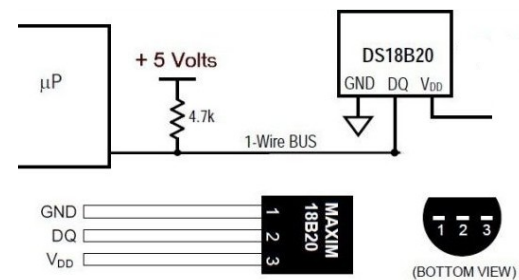 DS18B20
+ 5 Volts
μP
GND DQ VDD
4.7k
1-Wire BUS
GND
DQ
VDD
1
2
3
MAXIM
18B20
1 2 3
(BOTTOM VIEW)